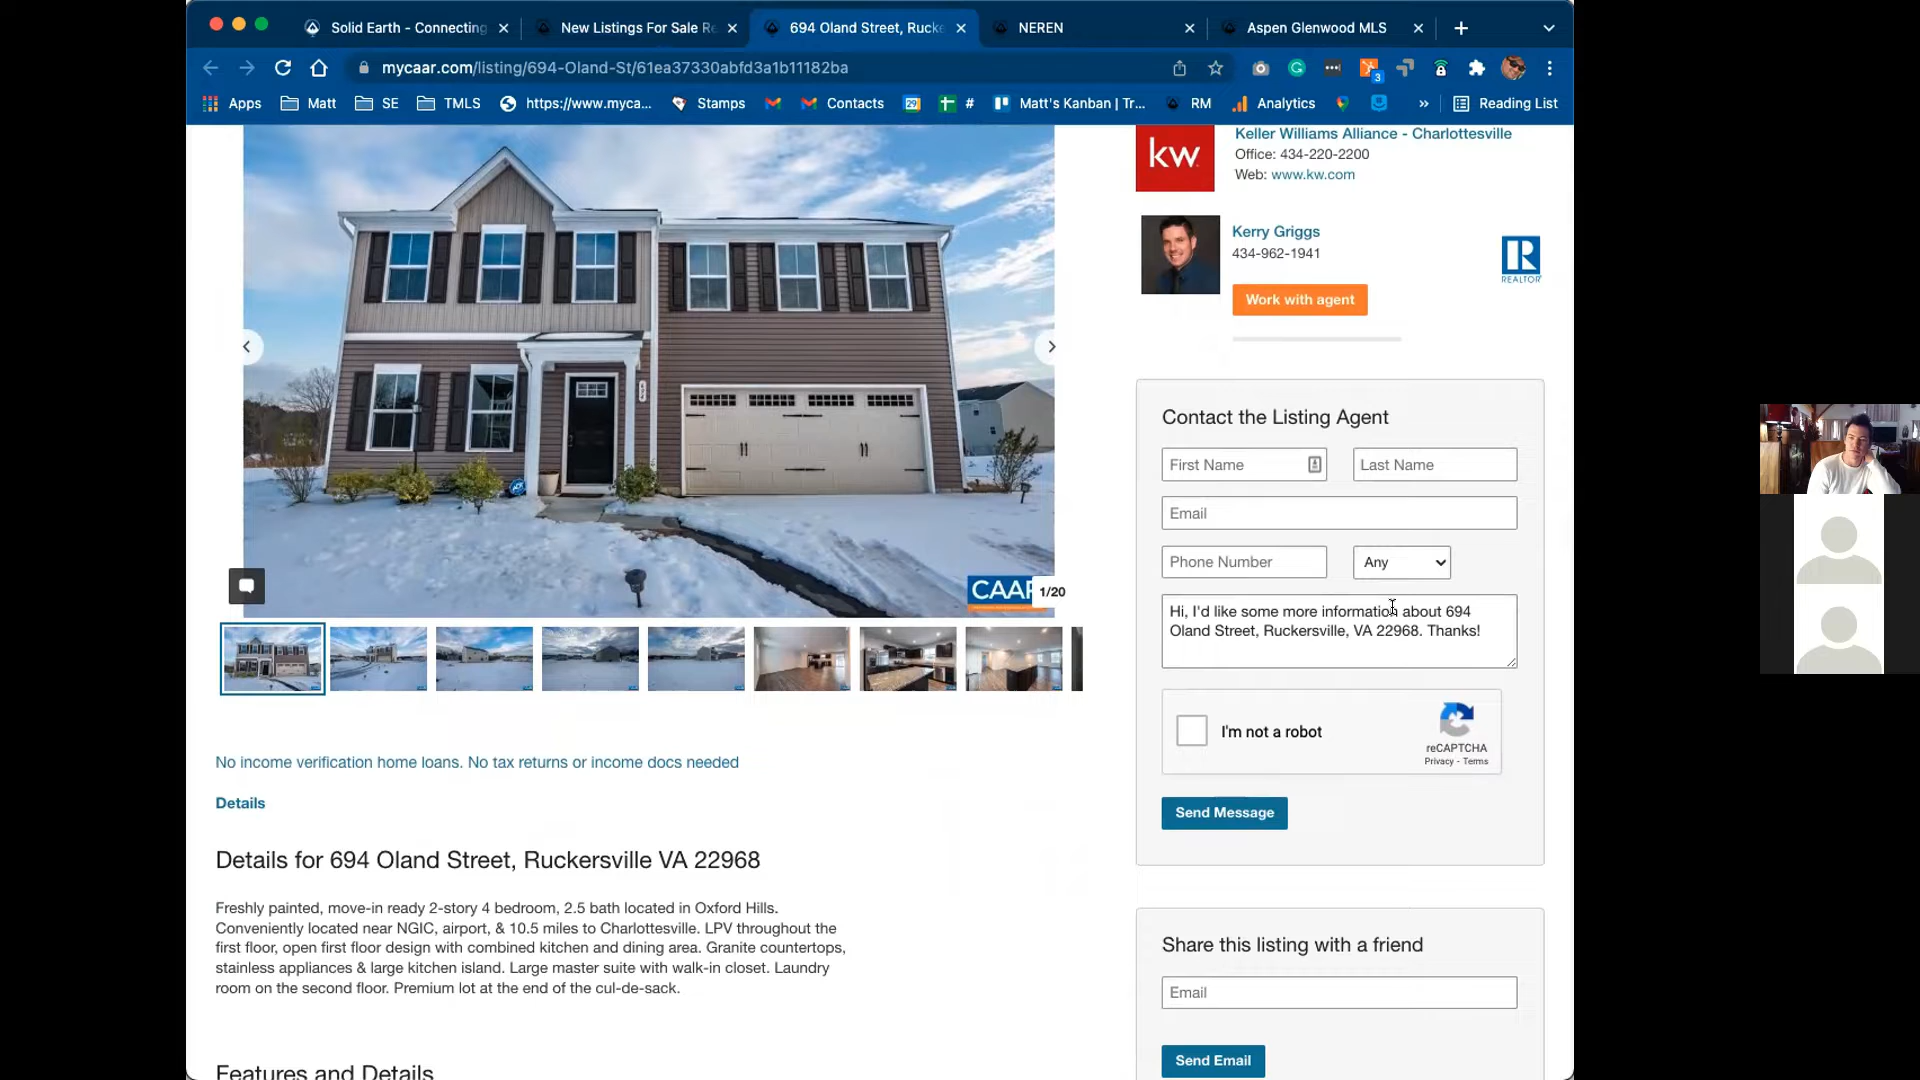 Solid Earth - Connecting
New Listings For Sale Re
694 Oland Street, Rucke
NEREN
Aspen Glenwood MLS
mycaar.com/listing/694-Oland-St/61ea37330abfd3a1b11182ba
3
Apps
Matt
SE
TMLS
https://www.myca...
Stamps
Contacts
29
#
Matt's Kanban | Tr...
RM
Analytics
»
Reading List
kw
Keller Williams Alliance - Charlottesville
Office: 434-220-2200
Web: www.kw.com
Kerry Griggs
434-962-1941
Work with agent
R
REALTOR
Contact the Listing Agent
First Name
Last Name
Email
Phone Number
Any
Hi, I'd like some more information about 694
Oland Street, Ruckersville, VA 22968. Thanks!
I'm not a robot
reCAPTCHA
Privacy - Terms
Send Message
Share this listing with a friend
Email
Send Email
CAAR
1/20
No income verification home loans. No tax returns or income docs needed
Details
Details for 694 Oland Street, Ruckersville VA 22968
Freshly painted, move-in ready 2-story 4 bedroom, 2.5 bath located in Oxford Hills.
Conveniently located near NGIC, airport, & 10.5 miles to Charlottesville. LPV throughout the
first floor, open first floor design with combined kitchen and dining area. Granite countertops,
stainless appliances & large kitchen island. Large master suite with walk-in closet. Laundry
room on the second floor. Premium lot at the end of the cul-de-sack.
Features and Details